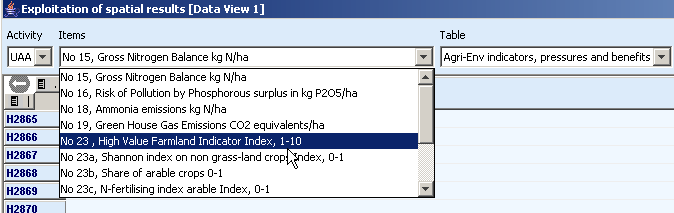 Exploitation of spatial results [Data View 1]
Activity Items Table
UAA No 15, Gross Nitrogen Balance kg N/ha Agri-Env indicators, pressures and benefits
No 15, Gross Nitrogen Balance kg N/ha
No 16, Risk of Pollution by Phosphorous surplus in kg P2O5/ha
No 18, Ammonia emissions kg N/ha
No 19, Green House Gas Emissions CO2 equivalents/ha
No 23 , High Value Farmland Indicator Index, 1-10
No 23a, Shannon index on non grass-land crops Index, 0-1
No 23b, Share of arable crops 0-1
No 23c, N-fertilising index arable Index, 0-1
H2865
H2866
H2867
H2868
H2869
H2870